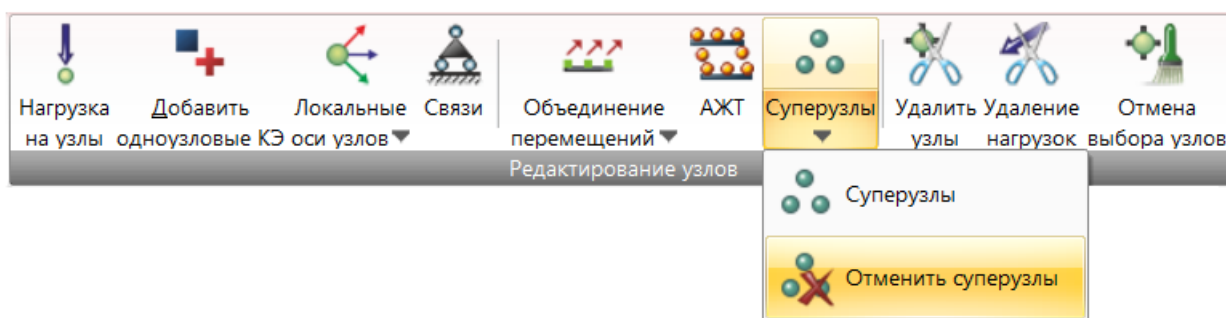 Нагрузка Добавить Локальные Связи Объединение АЖТ Суперузлы Удалить Удаление Отмена
на узлы одноузловые КЭ оси узлов перемещений узлы нагрузок выбора узлов
Редактирование узлов
Суперузлы
Отменить суперузлы